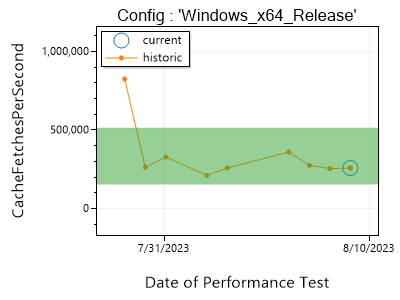 Config : 'Windows_x64_Release'
current
historic
CacheFetchesPerSecond
1,000,000
500,000
0
7/31/2023
8/10/2023
Date of Performance Test